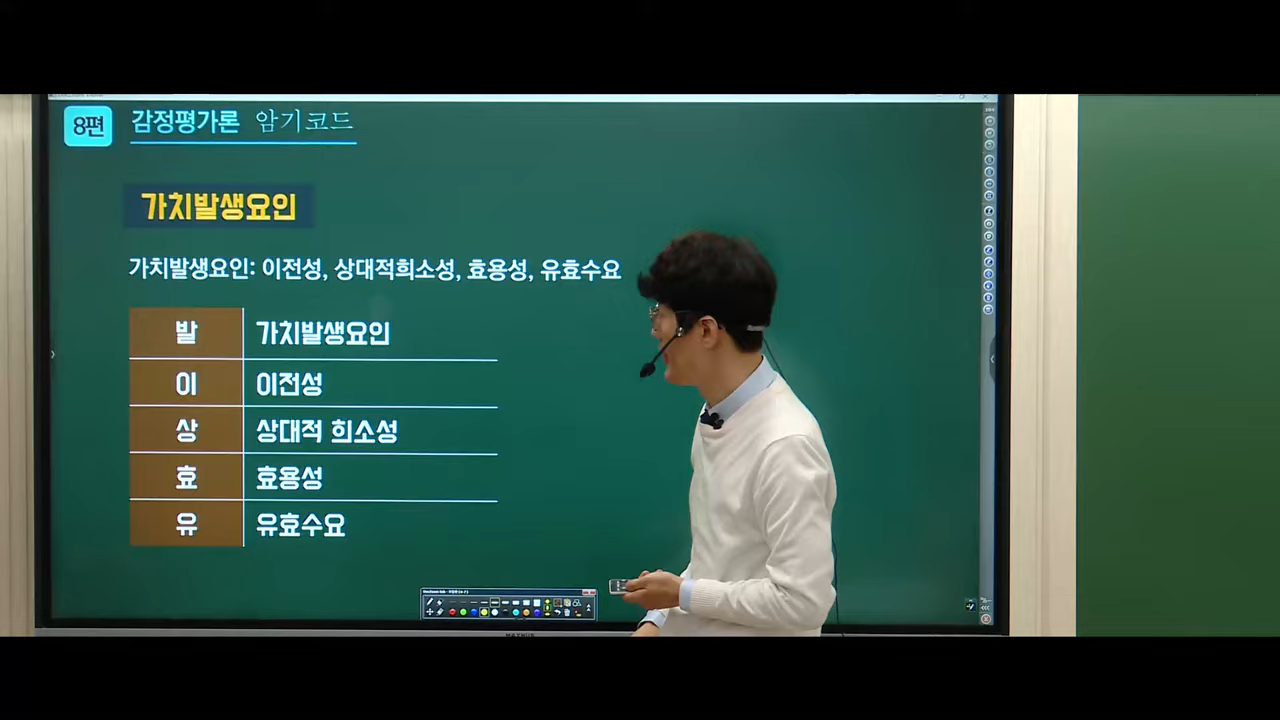 8편 감정평가론 암기코드
가치발생요인
가치발생요인: 이전성, 상대적희소성, 효용성, 유효수요
발 가치발생요인
이 이전성
상 상대적 희소성
효 효용성
유 유효수요